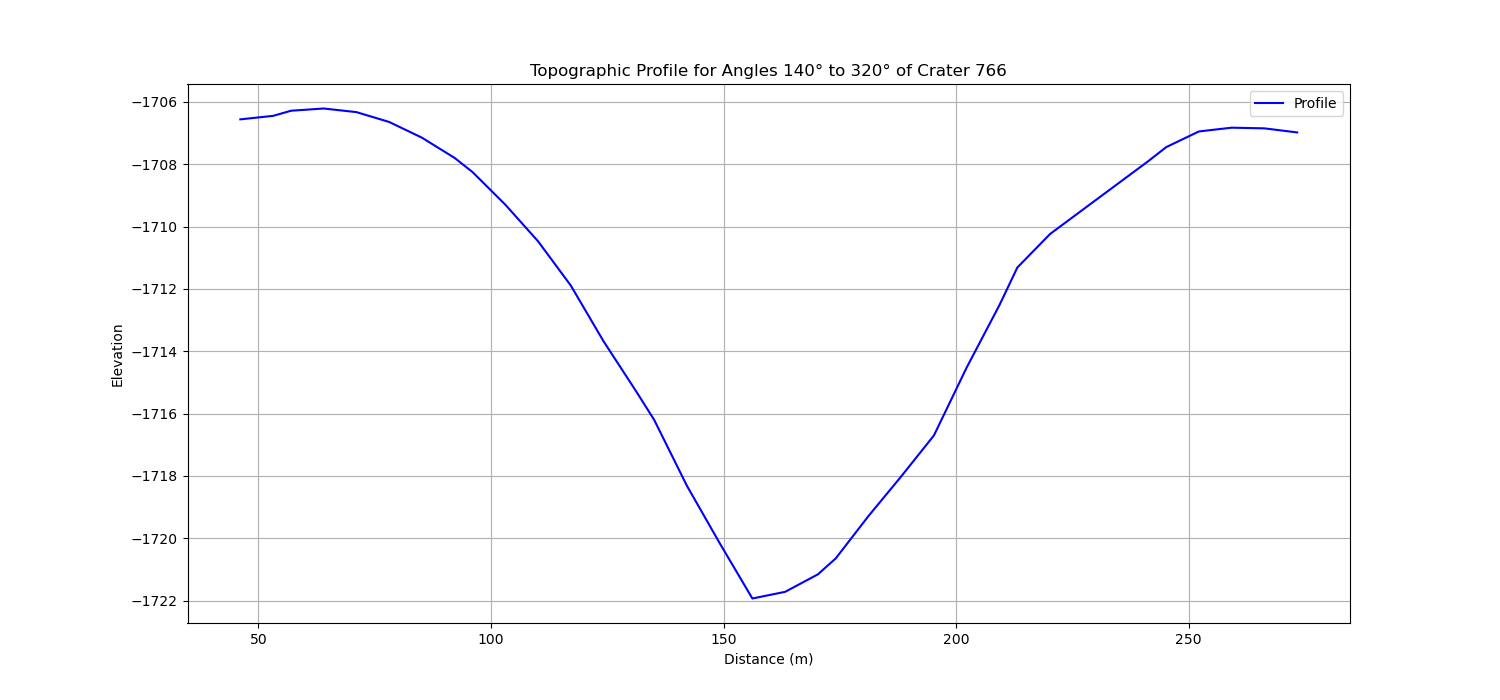 Topographic Profile for Angles 140° to 320° of Crater 766
Profile
−1706
−1708
−1710
−1712
−1714
−1716
−1718
−1720
−1722
Elevation
50 100 150 200 250
Distance (m)